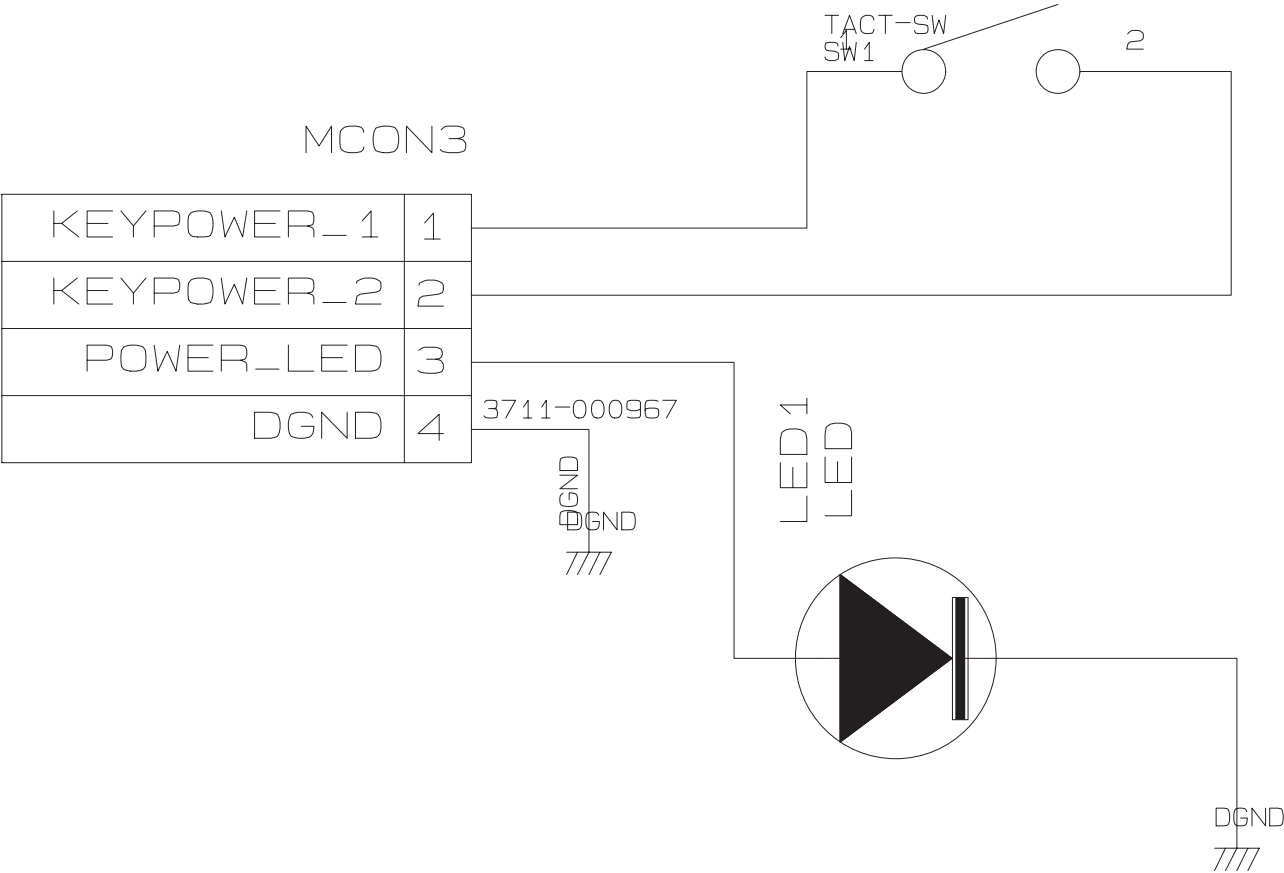 TACT-SW
SW1
1
2
MCON3
KEYPOWER_1 1
KEYPOWER_2 2
POWER_LED 3
DGND 4
3711-000967
DGND
DGND
LED1
LED
DGND